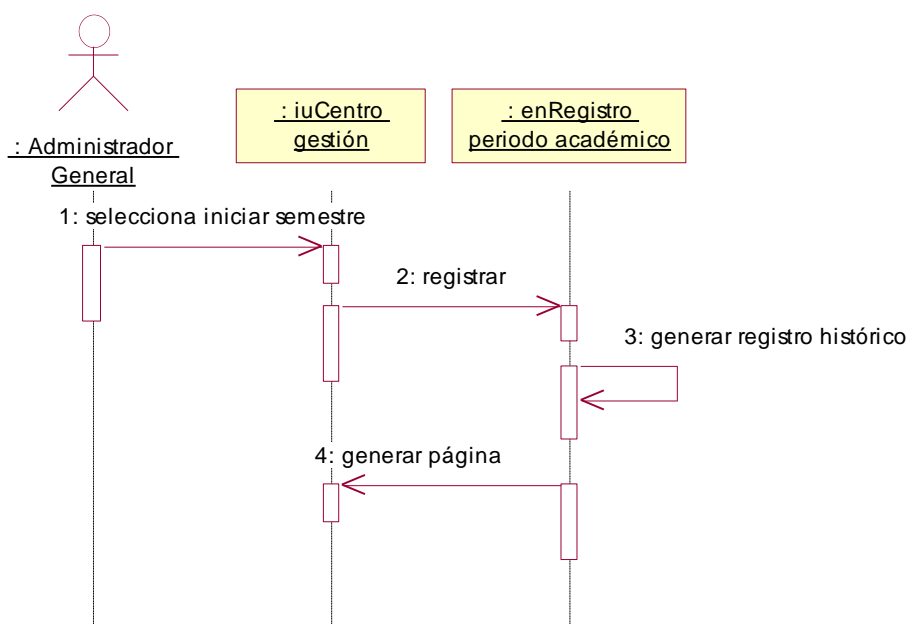 : Administrador
General
: iuCentro
gestión
: enRegistro
periodo académico
1: selecciona iniciar semestre
2: registrar
3: generar registro histórico
4: generar página